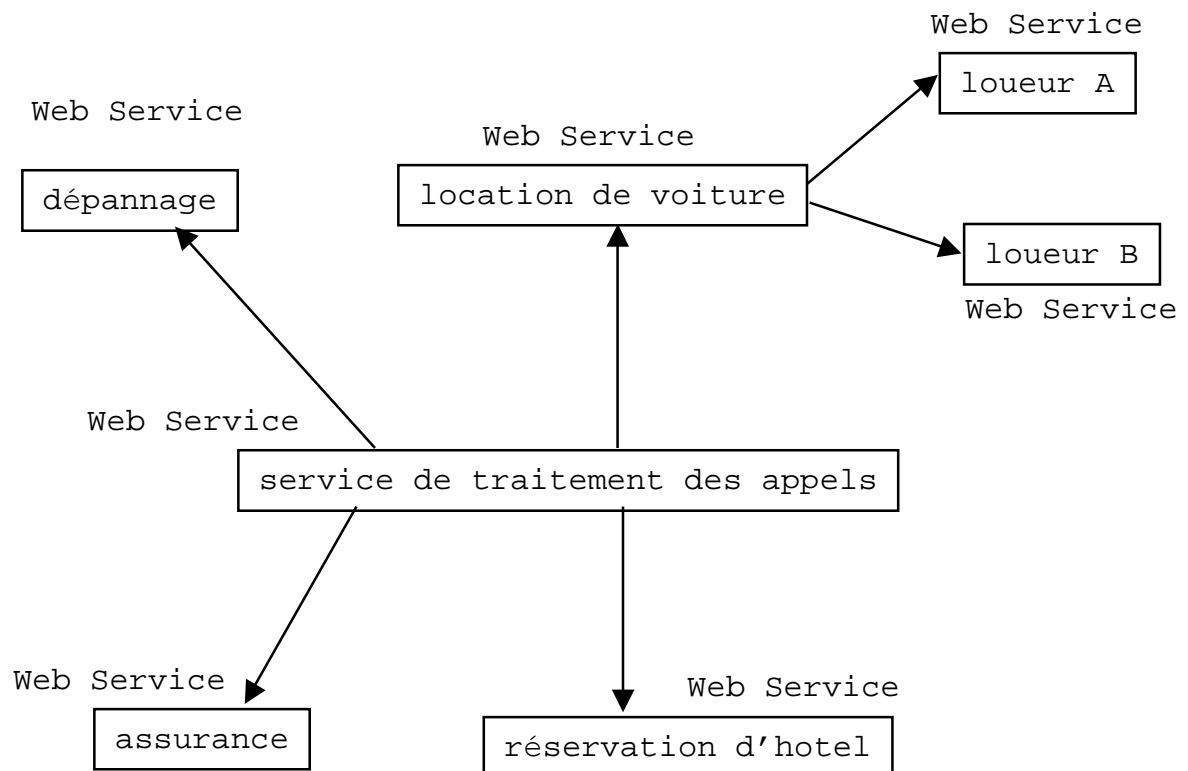 Web Service
loueur A
Web Service
Web Service
dépannage
location de voiture
loueur B
Web Service
Web Service
service de traitement des appels
Web Service
Web Service
assurance
réservation d’hotel